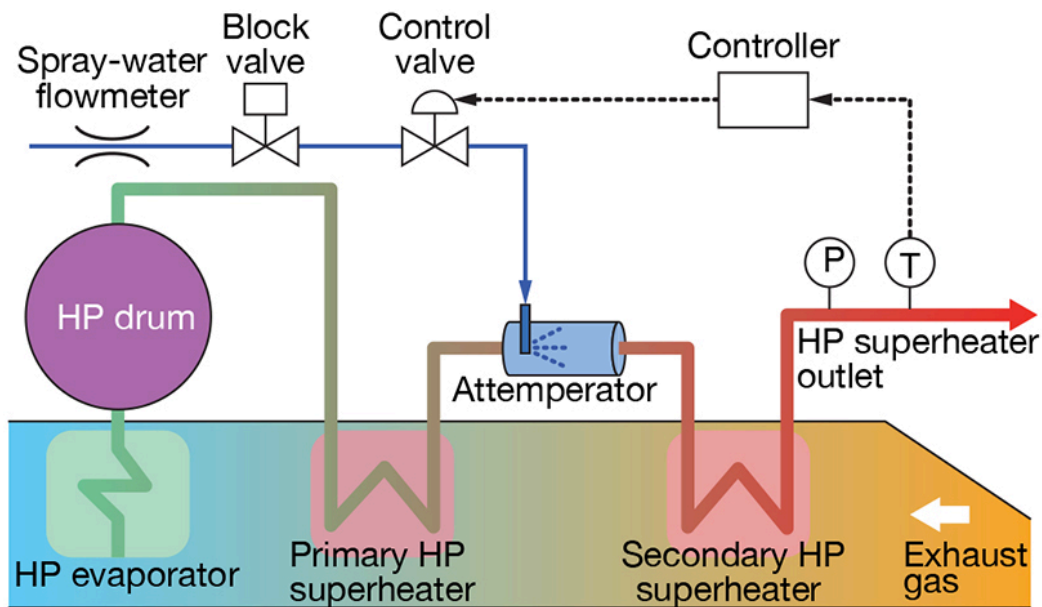 Spray-water
flowmeter
Block
valve
Control
valve
Controller
HP drum
P
T
HP superheater
outlet
Attemperator
HP evaporator
Primary HP
superheater
Secondary HP
superheater
Exhaust
gas